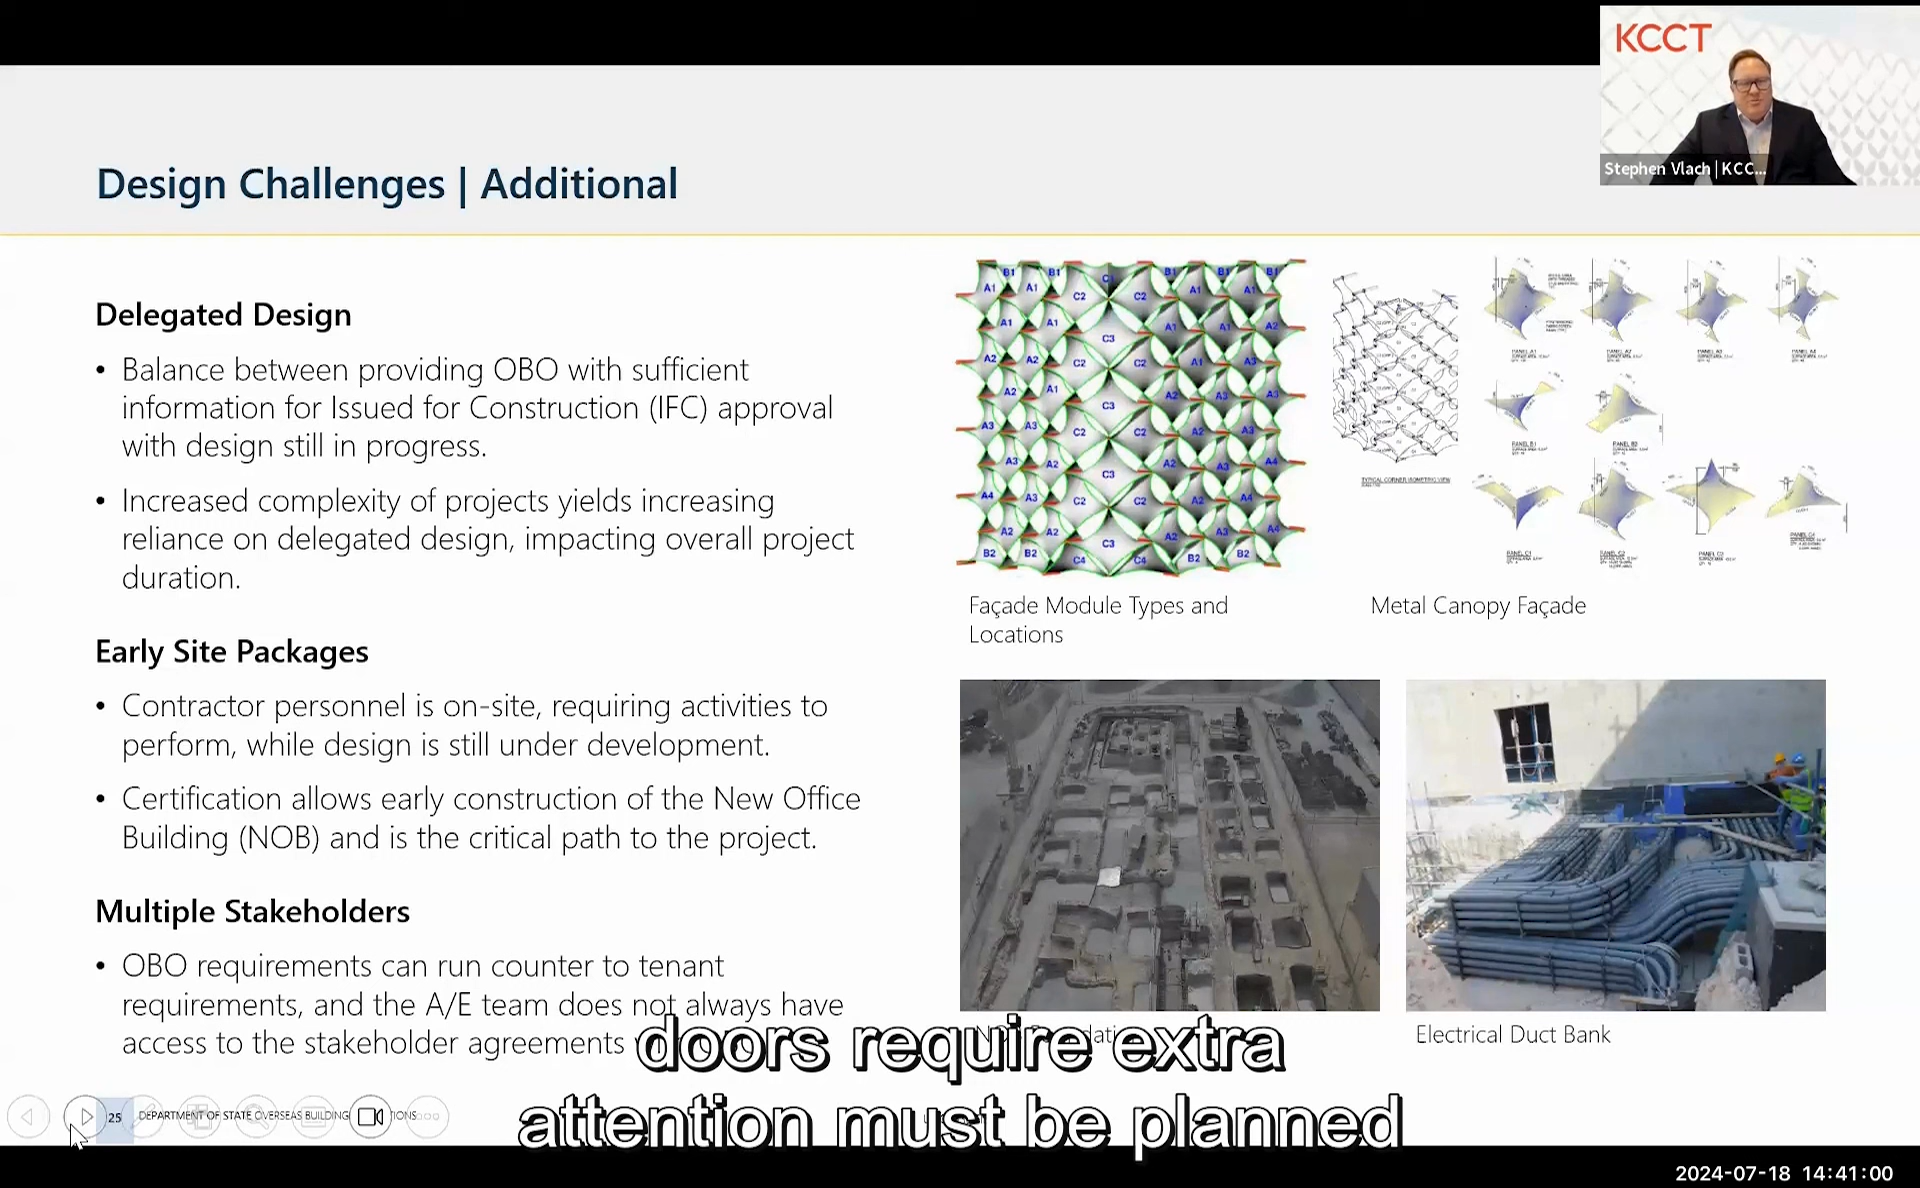 KCCT
Stephen Vlach | KCC...
Design Challenges | Additional
Delegated Design
• Balance between providing OBO with sufficient
information for Issued for Construction (IFC) approval
with design still in progress.
• Increased complexity of projects yields increasing
reliance on delegated design, impacting overall project
duration.
Early Site Packages
• Contractor personnel is on-site, requiring activities to
perform, while design is still under development.
• Certification allows early construction of the New Office
Building (NOB) and is the critical path to the project.
Multiple Stakeholders
• OBO requirements can run counter to tenant
requirements, and the A/E team does not always have
access to the stakeholder agreements
Façade Module Types and
Locations
Metal Canopy Façade
TYPICAL CORNER ISOMETRIC VIEW
Electrical Duct Bank
doors require extra
attention must be planned
25
DEPARTMENT OF STATE OVERSEAS BUILDING
2024-07-18 14:41:00